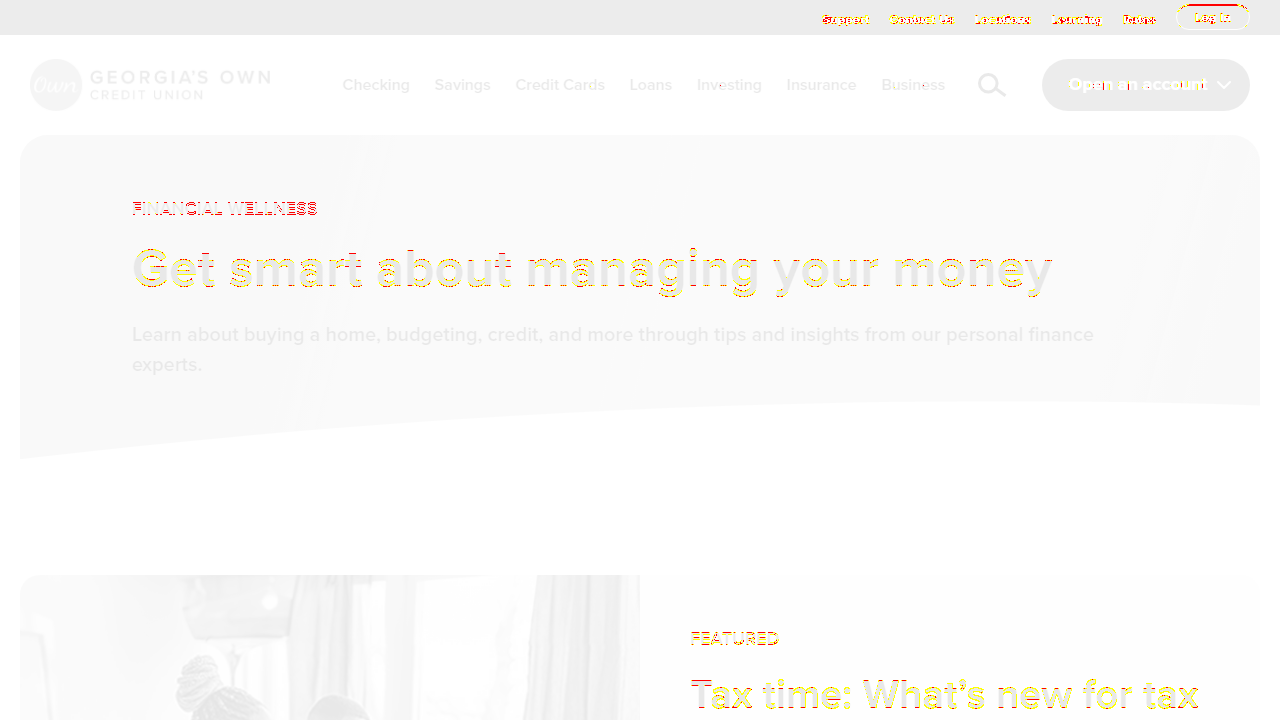 Support Contact Us Locations Learning Rates Log In
Own GEORGIA'S OWN
CREDIT UNION
Checking Savings Credit Cards Loans Investing Insurance Business Open an account
FINANCIAL WELLNESS
Get smart about managing your money
Learn about buying a home, budgeting, credit, and more through tips and insights from our personal finance
experts.
FEATURED
Tax time: What's new for tax